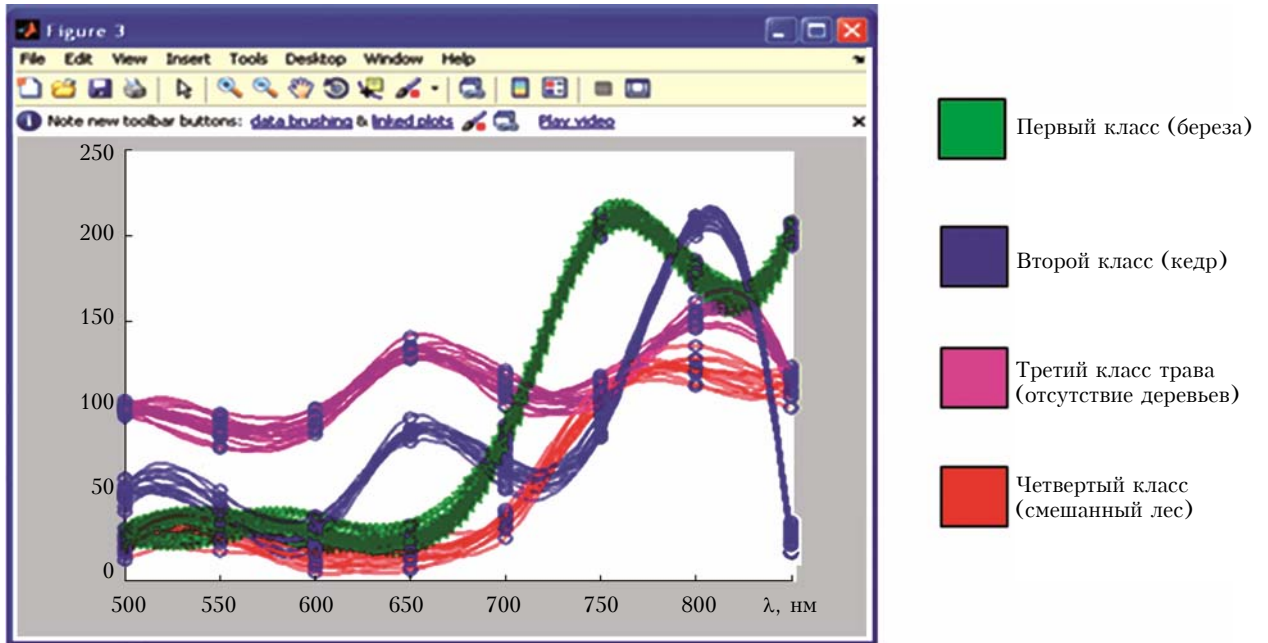 Figure 3
File Edit View Insert Tools Desktop Window Help
Note new toolbar buttons: data brushing & linked plots Play video
250
200
150
100
50
0
500 550 600 650 700 750 800 λ, нм
Первый класс (береза)
Второй класс (кедр)
Третий класс трава
(отсутствие деревьев)
Четвертый класс
(смешанный лес)